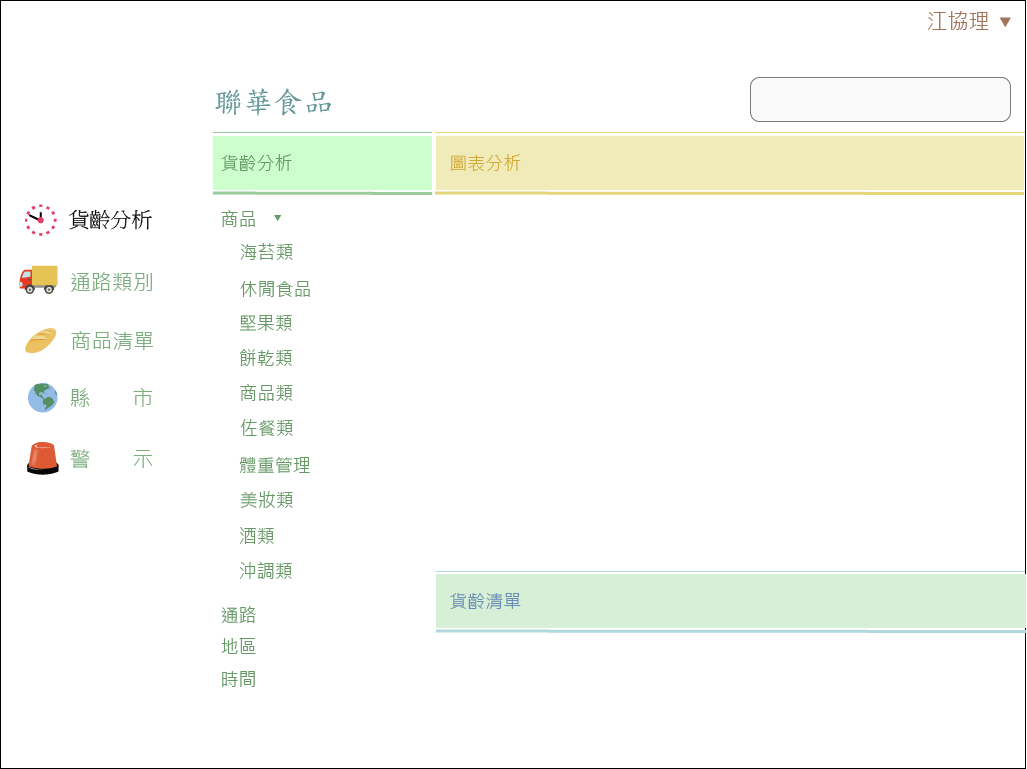 江協理 ▼
聯華食品
貨齡分析
圖表分析
貨齡分析
通路類別
商品清單
縣　　市
警　　示
商品 ▼
海苔類
休閒食品
堅果類
餅乾類
商品類
佐餐類
體重管理
美妝類
酒類
沖調類
通路
地區
時間
貨齡清單